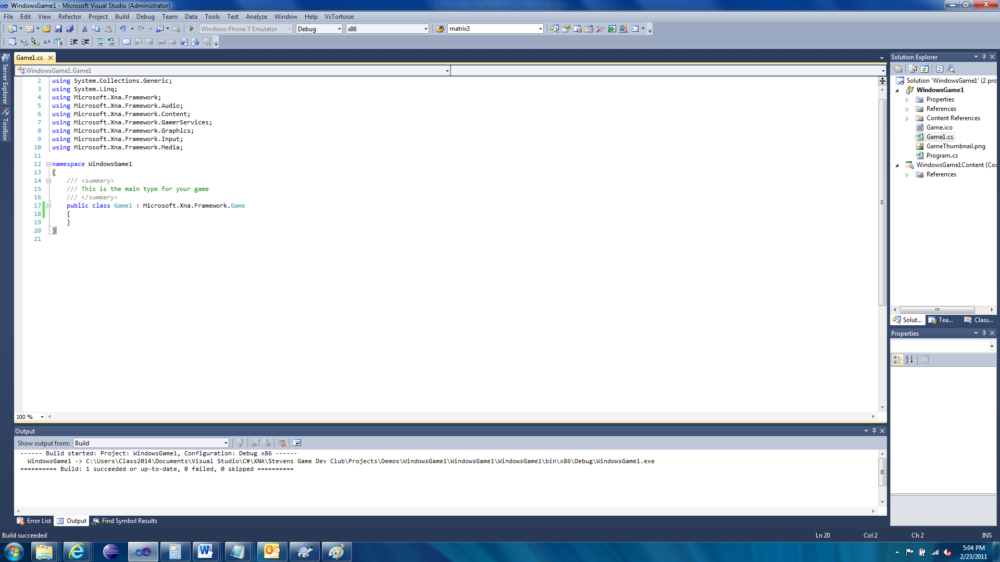 WindowsGame1 - Microsoft Visual Studio (Administrator)
File Edit View Refactor Project Build Debug Team Data Tools Test Analyze Window Help VsTortoise
Windows Phone 7 Emulator Debug x86 matrix3
Server Explorer
Toolbox
Game1.cs
WindowsGame1.Game1
2 using System.Collections.Generic;
3 using System.Linq;
4 using Microsoft.Xna.Framework;
5 using Microsoft.Xna.Framework.Audio;
6 using Microsoft.Xna.Framework.Content;
7 using Microsoft.Xna.Framework.GamerServices;
8 using Microsoft.Xna.Framework.Graphics;
9 using Microsoft.Xna.Framework.Input;
10 using Microsoft.Xna.Framework.Media;
11
12 namespace WindowsGame1
13 {
14 /// <summary>
15 /// This is the main type for your game
16 /// </summary>
17 public class Game1 : Microsoft.Xna.Framework.Game
18 {
19 }
20 }
21
100 %
Solution Explorer
Solution 'WindowsGame1' (2 pro
WindowsGame1
Properties
References
Content References
Game.ico
Game1.cs
GameThumbnail.png
Program.cs
WindowsGame1Content (Co
References
Solut... Tea... Class...
Properties
Output
Show output from: Build
------ Build started: Project: WindowsGame1, Configuration: Debug x86 ------
WindowsGame1 -> C:\Users\Class2014\Documents\Visual Studio\C#\XNA\Stevens Game Dev Club\Projects\Demos\WindowsGame1\WindowsGame1\WindowsGame1\bin\x86\Debug\WindowsGame1.exe
========== Build: 1 succeeded or up-to-date, 0 failed, 0 skipped ==========
Error List Output Find Symbol Results
Build succeeded Ln 20 Col 2 Ch 2 INS
5:04 PM
2/23/2011